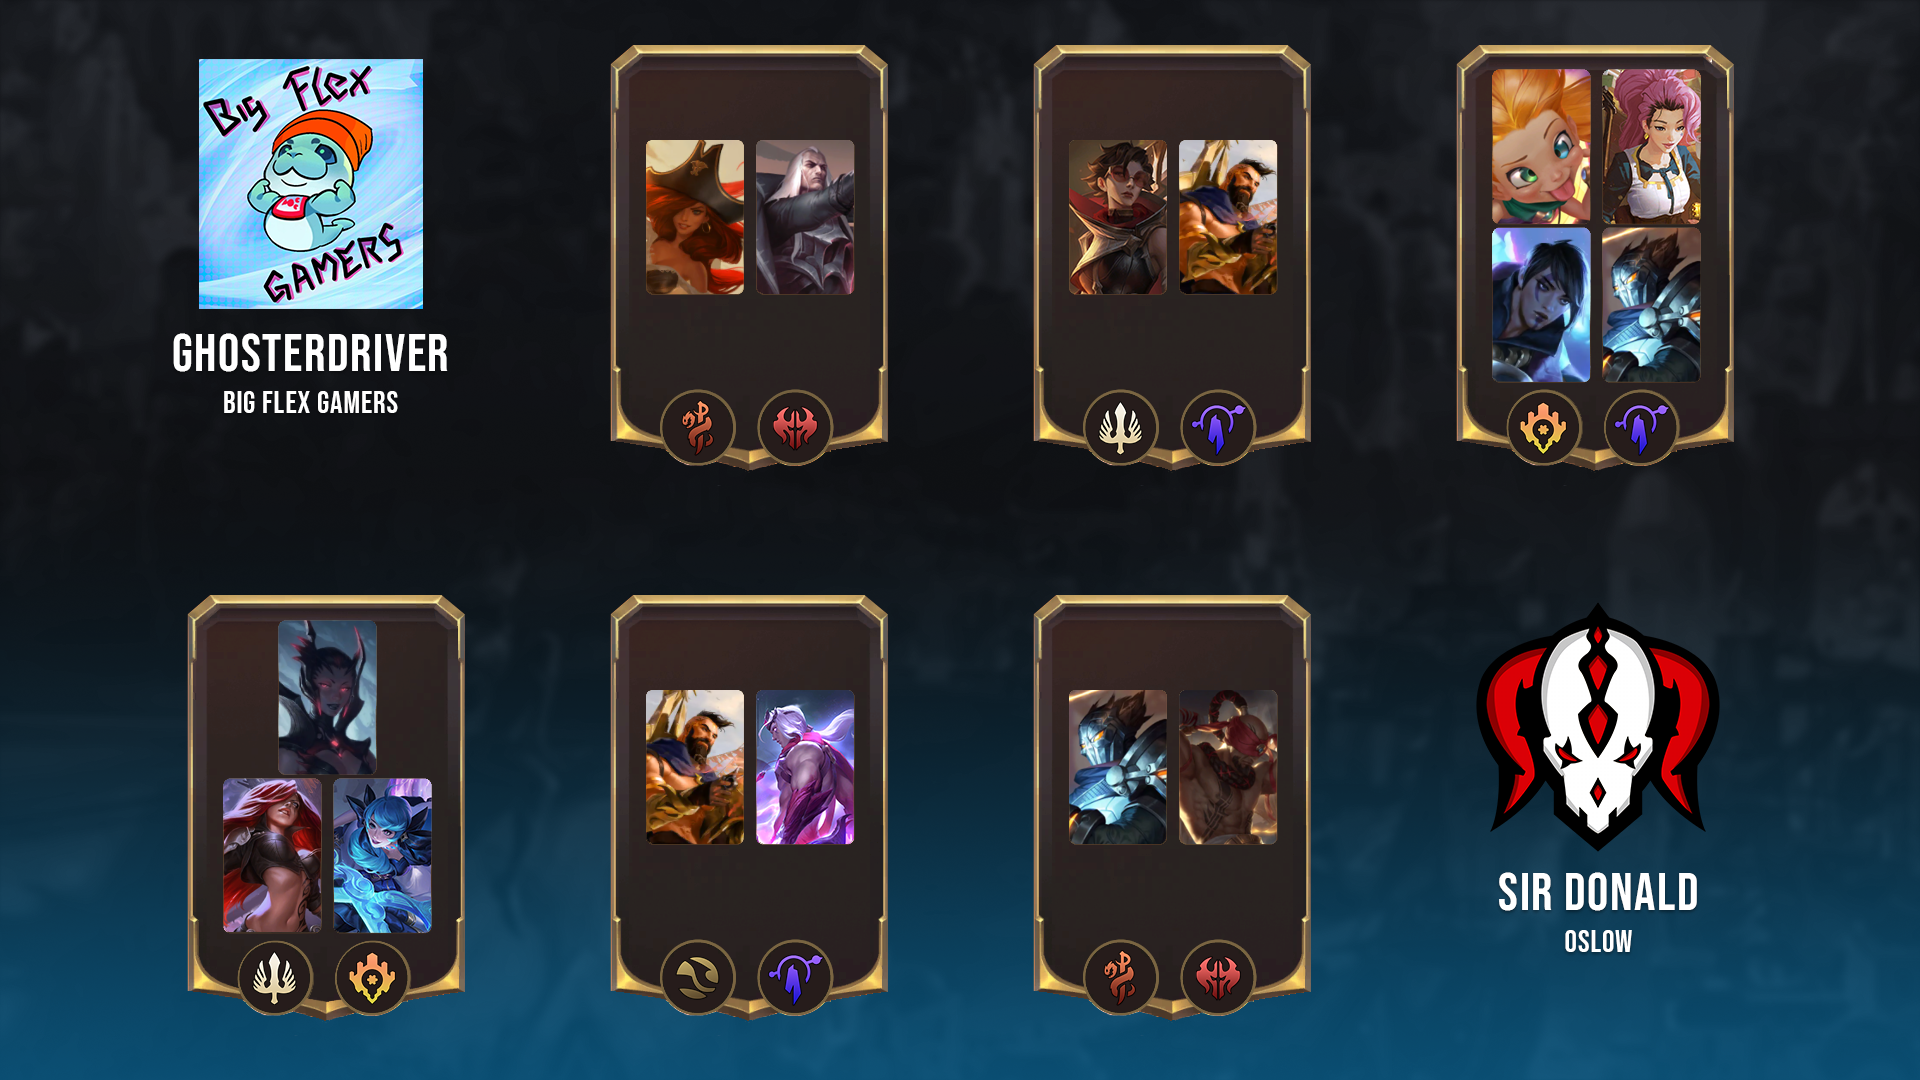 Big Flex
GAMERS
GHOSTERDRIVER
BIG FLEX GAMERS
SIR DONALD
OSLOW